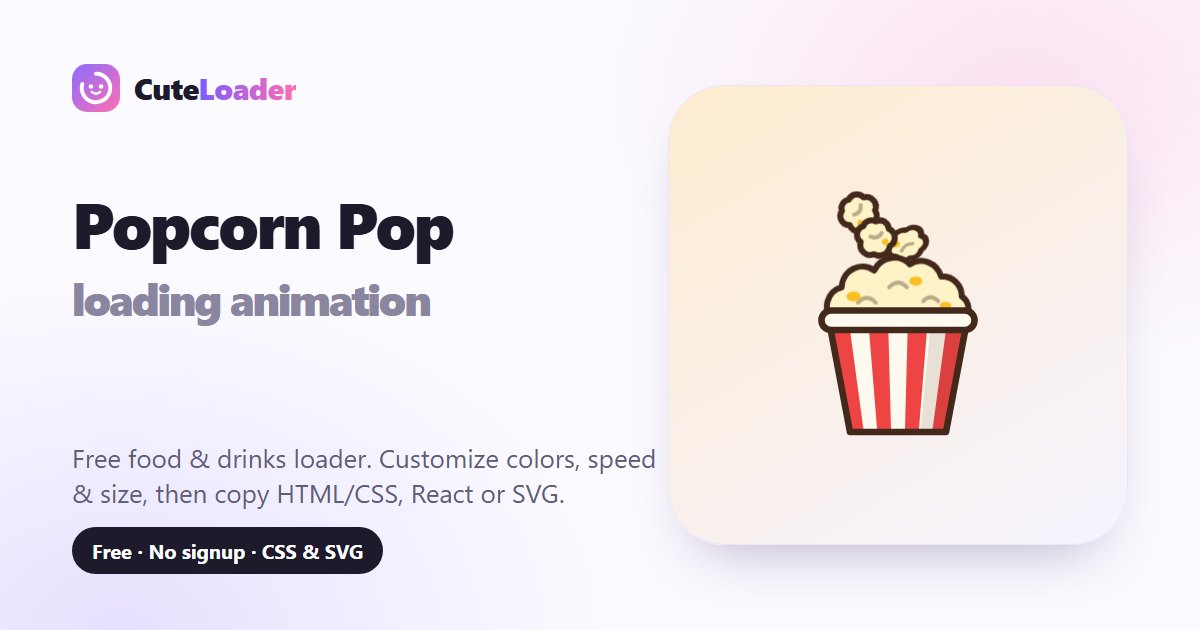 CuteLoader
Popcorn Pop
loading animation
Free food & drinks loader. Customize colors, speed
& size, then copy HTML/CSS, React or SVG.
Free · No signup · CSS & SVG